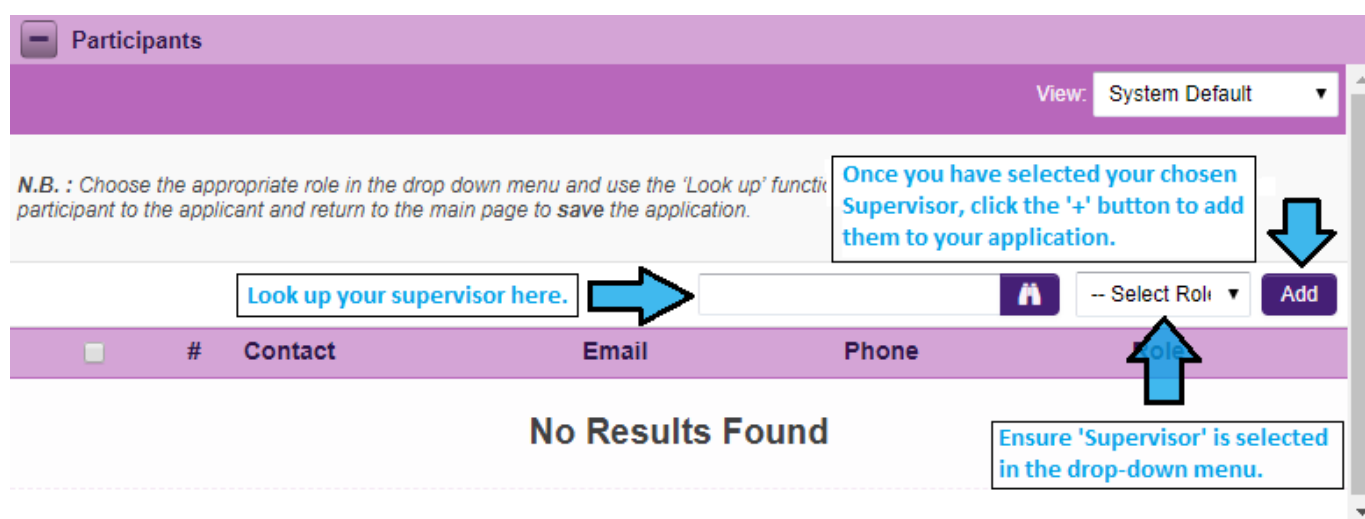 Participants
View: System Default
N.B. : Choose the appropriate role in the drop down menu and use the 'Look up' functi
participant to the applicant and return to the main page to save the application.
Once you have selected your chosen
Supervisor, click the '+' button to add
them to your application.
Look up your supervisor here.
-- Select Role
Add
# Contact Email Phone Role
No Results Found
Ensure 'Supervisor' is selected
in the drop-down menu.